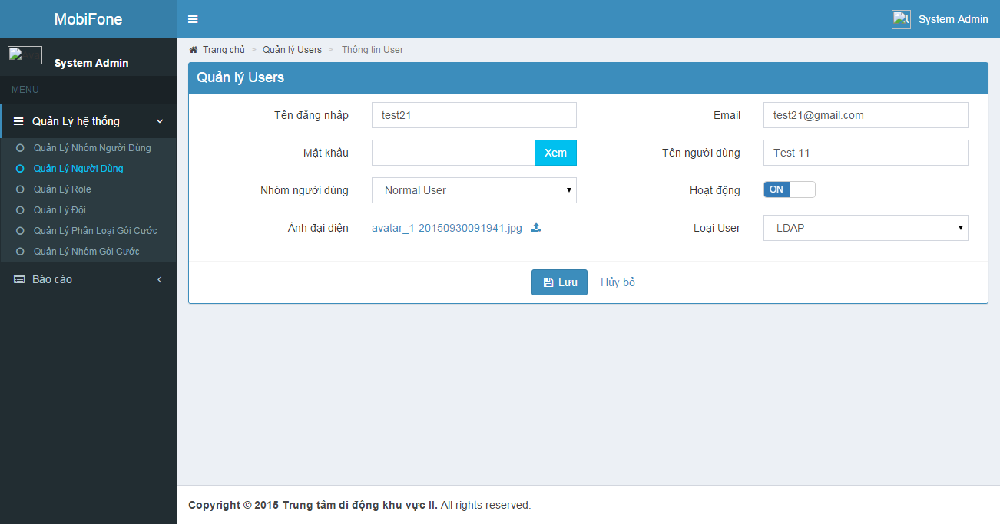 MobiFone
System Admin
System Admin
MENU
Quản Lý hệ thống
Quản Lý Nhóm Người Dùng
Quản Lý Người Dùng
Quản Lý Role
Quản Lý Đội
Quản Lý Phân Loại Gói Cước
Quản Lý Nhóm Gói Cước
Báo cáo
Trang chủ > Quản lý Users > Thông tin User
Quản lý Users
Tên đăng nhập test21 Email test21@gmail.com
Mật khẩu Xem Tên người dùng Test 11
Nhóm người dùng Normal User Hoạt động ON
Ảnh đại diện avatar_1-20150930091941.jpg Loại User LDAP
Lưu Hủy bỏ
Copyright © 2015 Trung tâm di động khu vực II. All rights reserved.